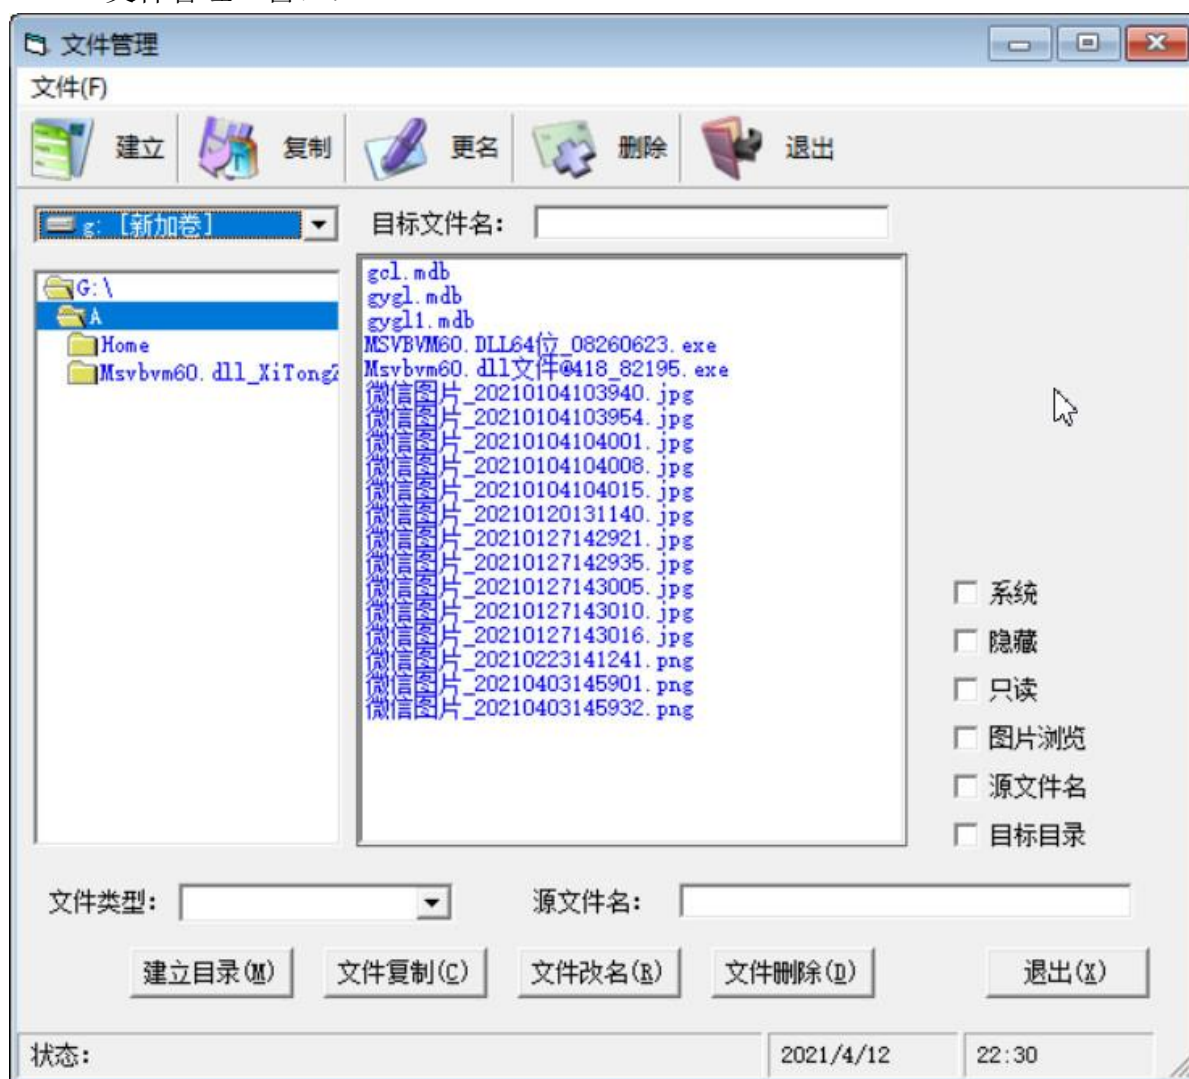 文件管理
文件(F)
建立 复制 更名 删除 退出
g: [新加卷] 目标文件名:
G:\
A
Home
Msvbvm60.dll_XiTong
gcl.mdb
gygl.mdb
gygl1.mdb
MSVBVM60.DLL64位_08260623.exe
Msvbvm60.dll文件@418_82195.exe
微信图片_20210104103940.jpg
微信图片_20210104103954.jpg
微信图片_20210104104001.jpg
微信图片_20210104104008.jpg
微信图片_20210104104015.jpg
微信图片_20210120131140.jpg
微信图片_20210127142921.jpg
微信图片_20210127142935.jpg
微信图片_20210127143005.jpg
微信图片_20210127143010.jpg
微信图片_20210127143016.jpg
微信图片_20210223141241.png
微信图片_20210403145901.png
微信图片_20210403145932.png
系统
隐藏
只读
图片浏览
源文件名
目标目录
文件类型: 源文件名:
建立目录(M) 文件复制(C) 文件改名(R) 文件删除(D) 退出(X)
状态: 2021/4/12 22:30